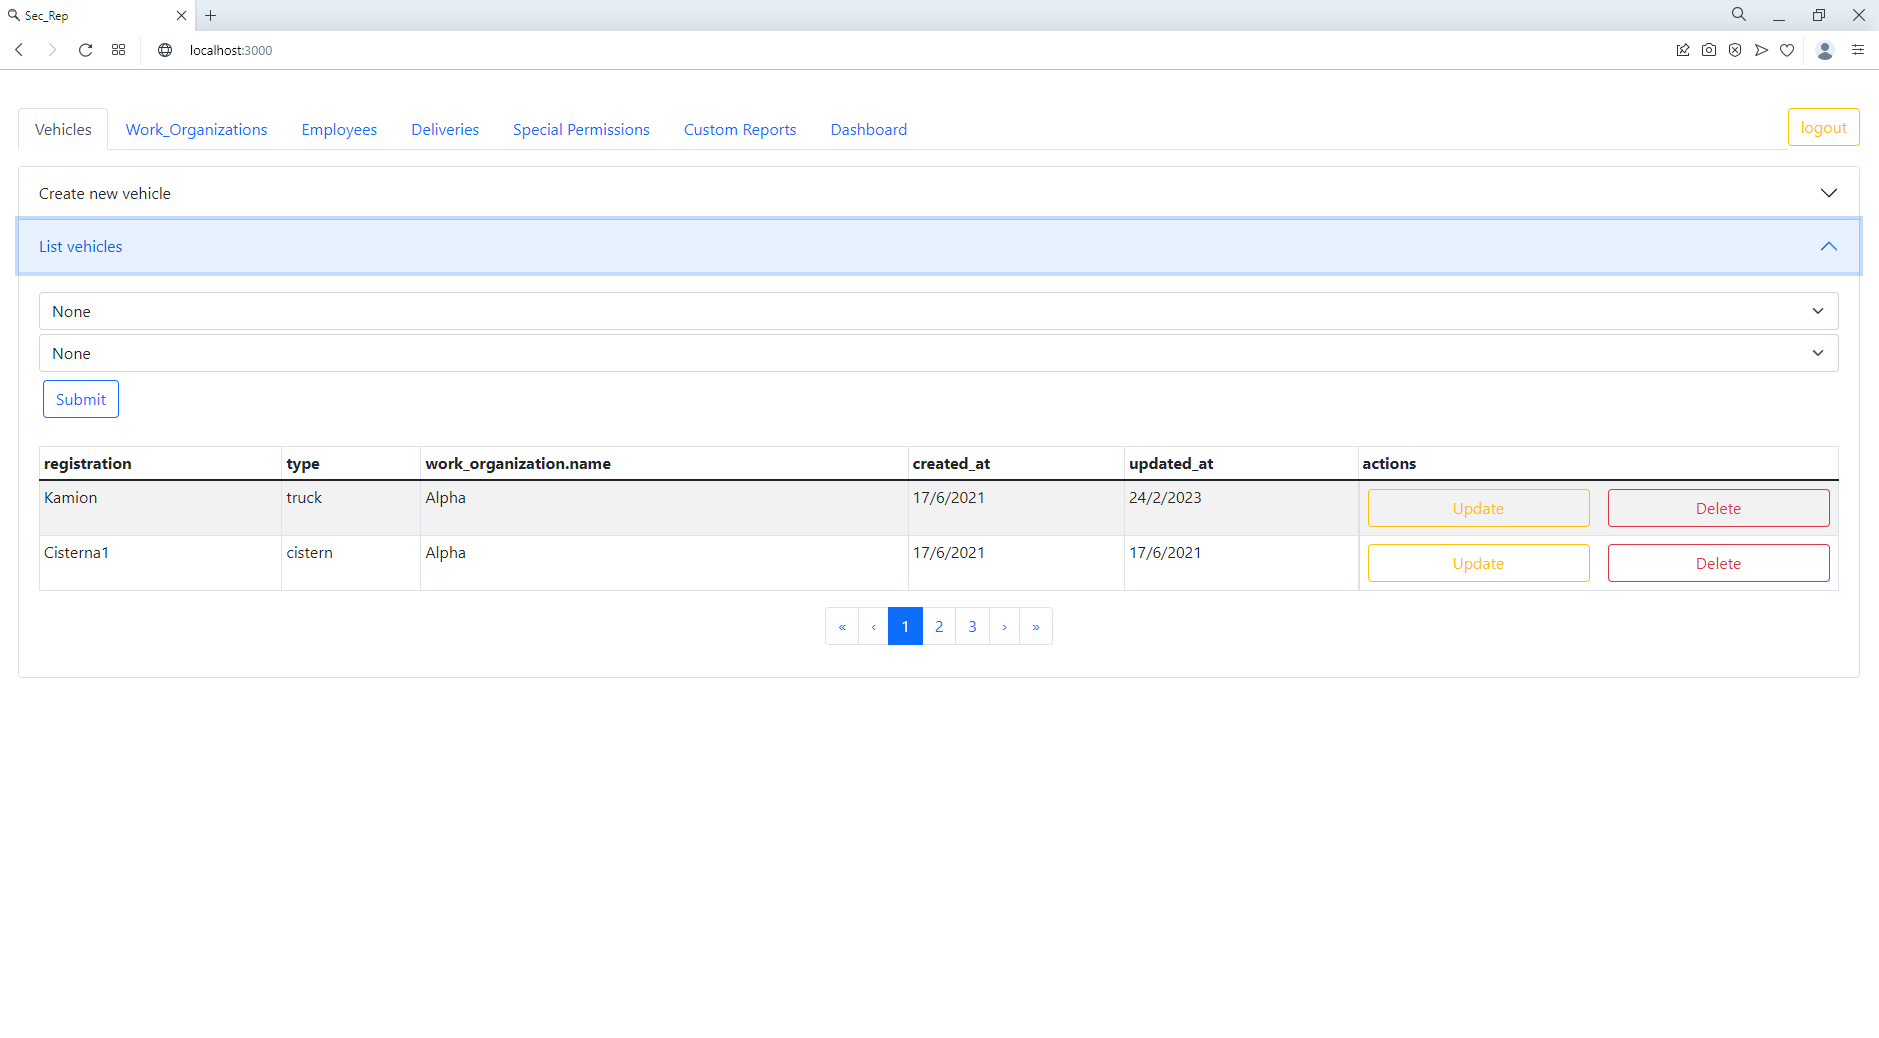 Sec_Rep
localhost:3000
Vehicles Work_Organizations Employees Deliveries Special Permissions Custom Reports Dashboard logout
Create new vehicle
List vehicles
None
None
Submit
registration type work_organization.name created_at updated_at actions
Kamion truck Alpha 17/6/2021 24/2/2023 Update Delete
Cisterna1 cistern Alpha 17/6/2021 17/6/2021 Update Delete
« ‹ 1 2 3 › »